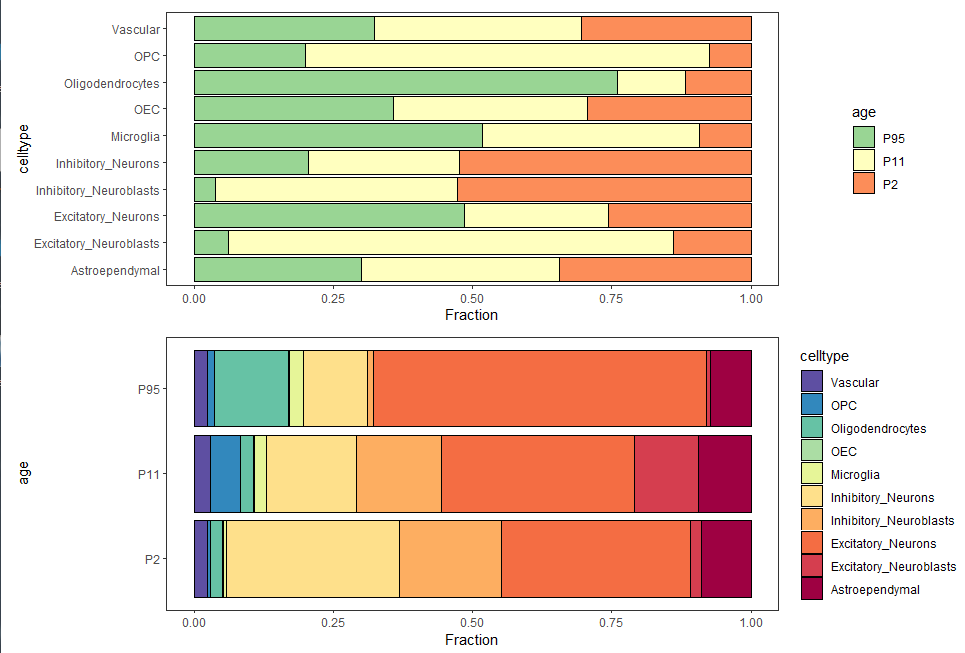 celltype
Vascular
OPC
Oligodendrocytes
OEC
Microglia
Inhibitory_Neurons
Inhibitory_Neuroblasts
Excitatory_Neurons
Excitatory_Neuroblasts
Astroependymal
0.00 0.25 0.50 0.75 1.00
Fraction
age
P95
P11
P2
age
P95
P11
P2
0.00 0.25 0.50 0.75 1.00
Fraction
celltype
Vascular
OPC
Oligodendrocytes
OEC
Microglia
Inhibitory_Neurons
Inhibitory_Neuroblasts
Excitatory_Neurons
Excitatory_Neuroblasts
Astroependymal